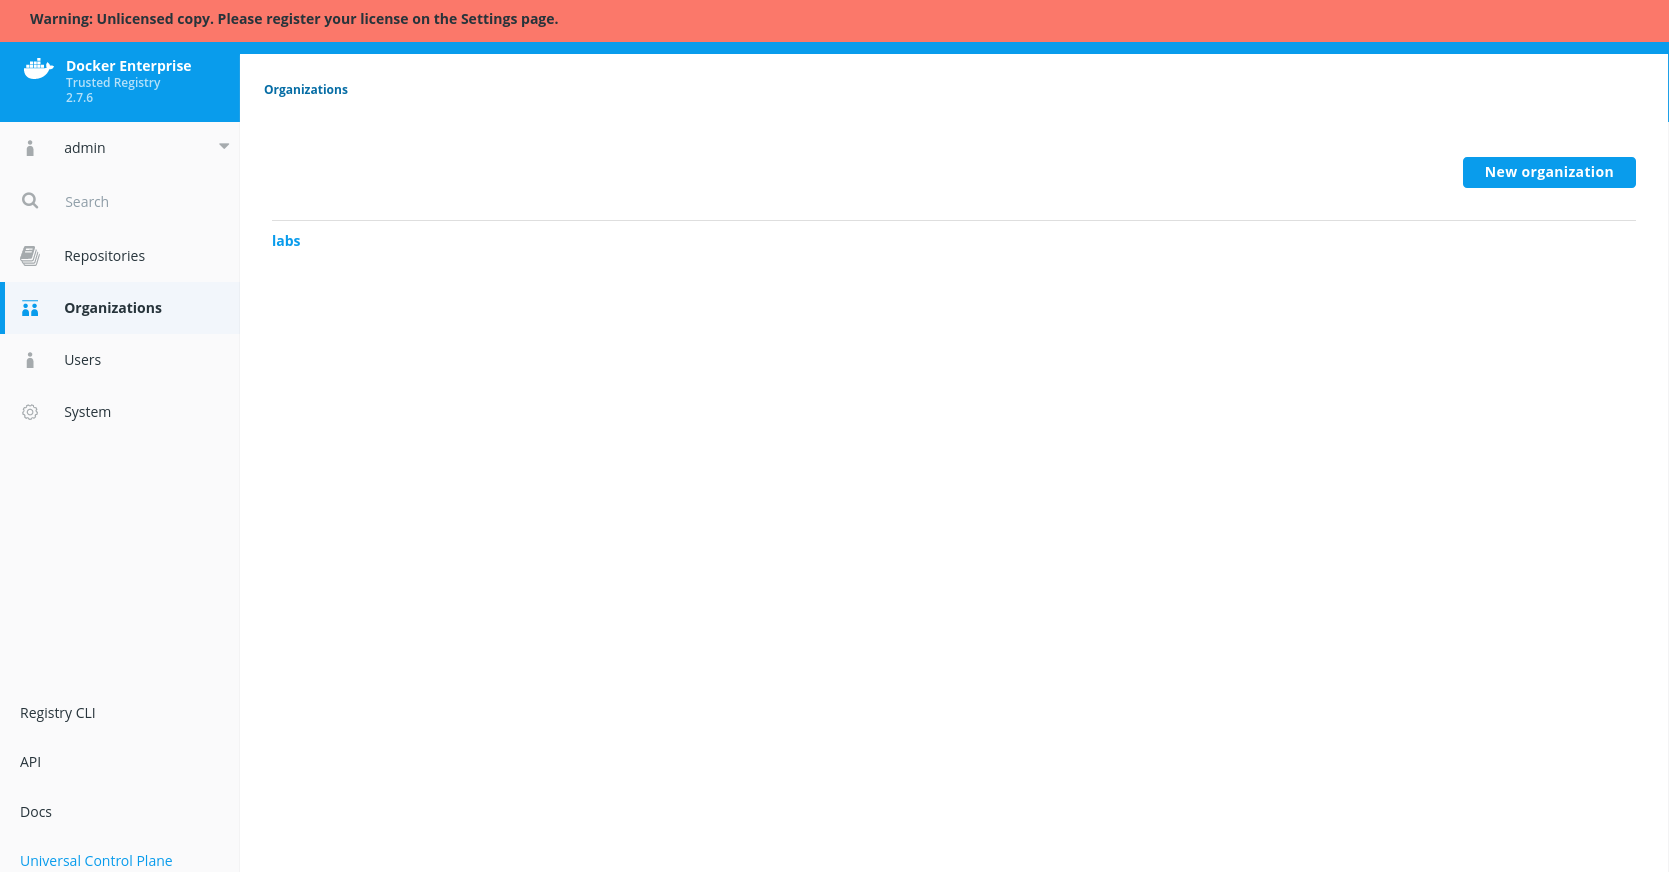 Warning: Unlicensed copy. Please register your license on the Settings page.
Docker Enterprise
Trusted Registry
2.7.6
Organizations
admin
New organization
Search
labs
Repositories
Organizations
Users
System
Registry CLI
API
Docs
Universal Control Plane